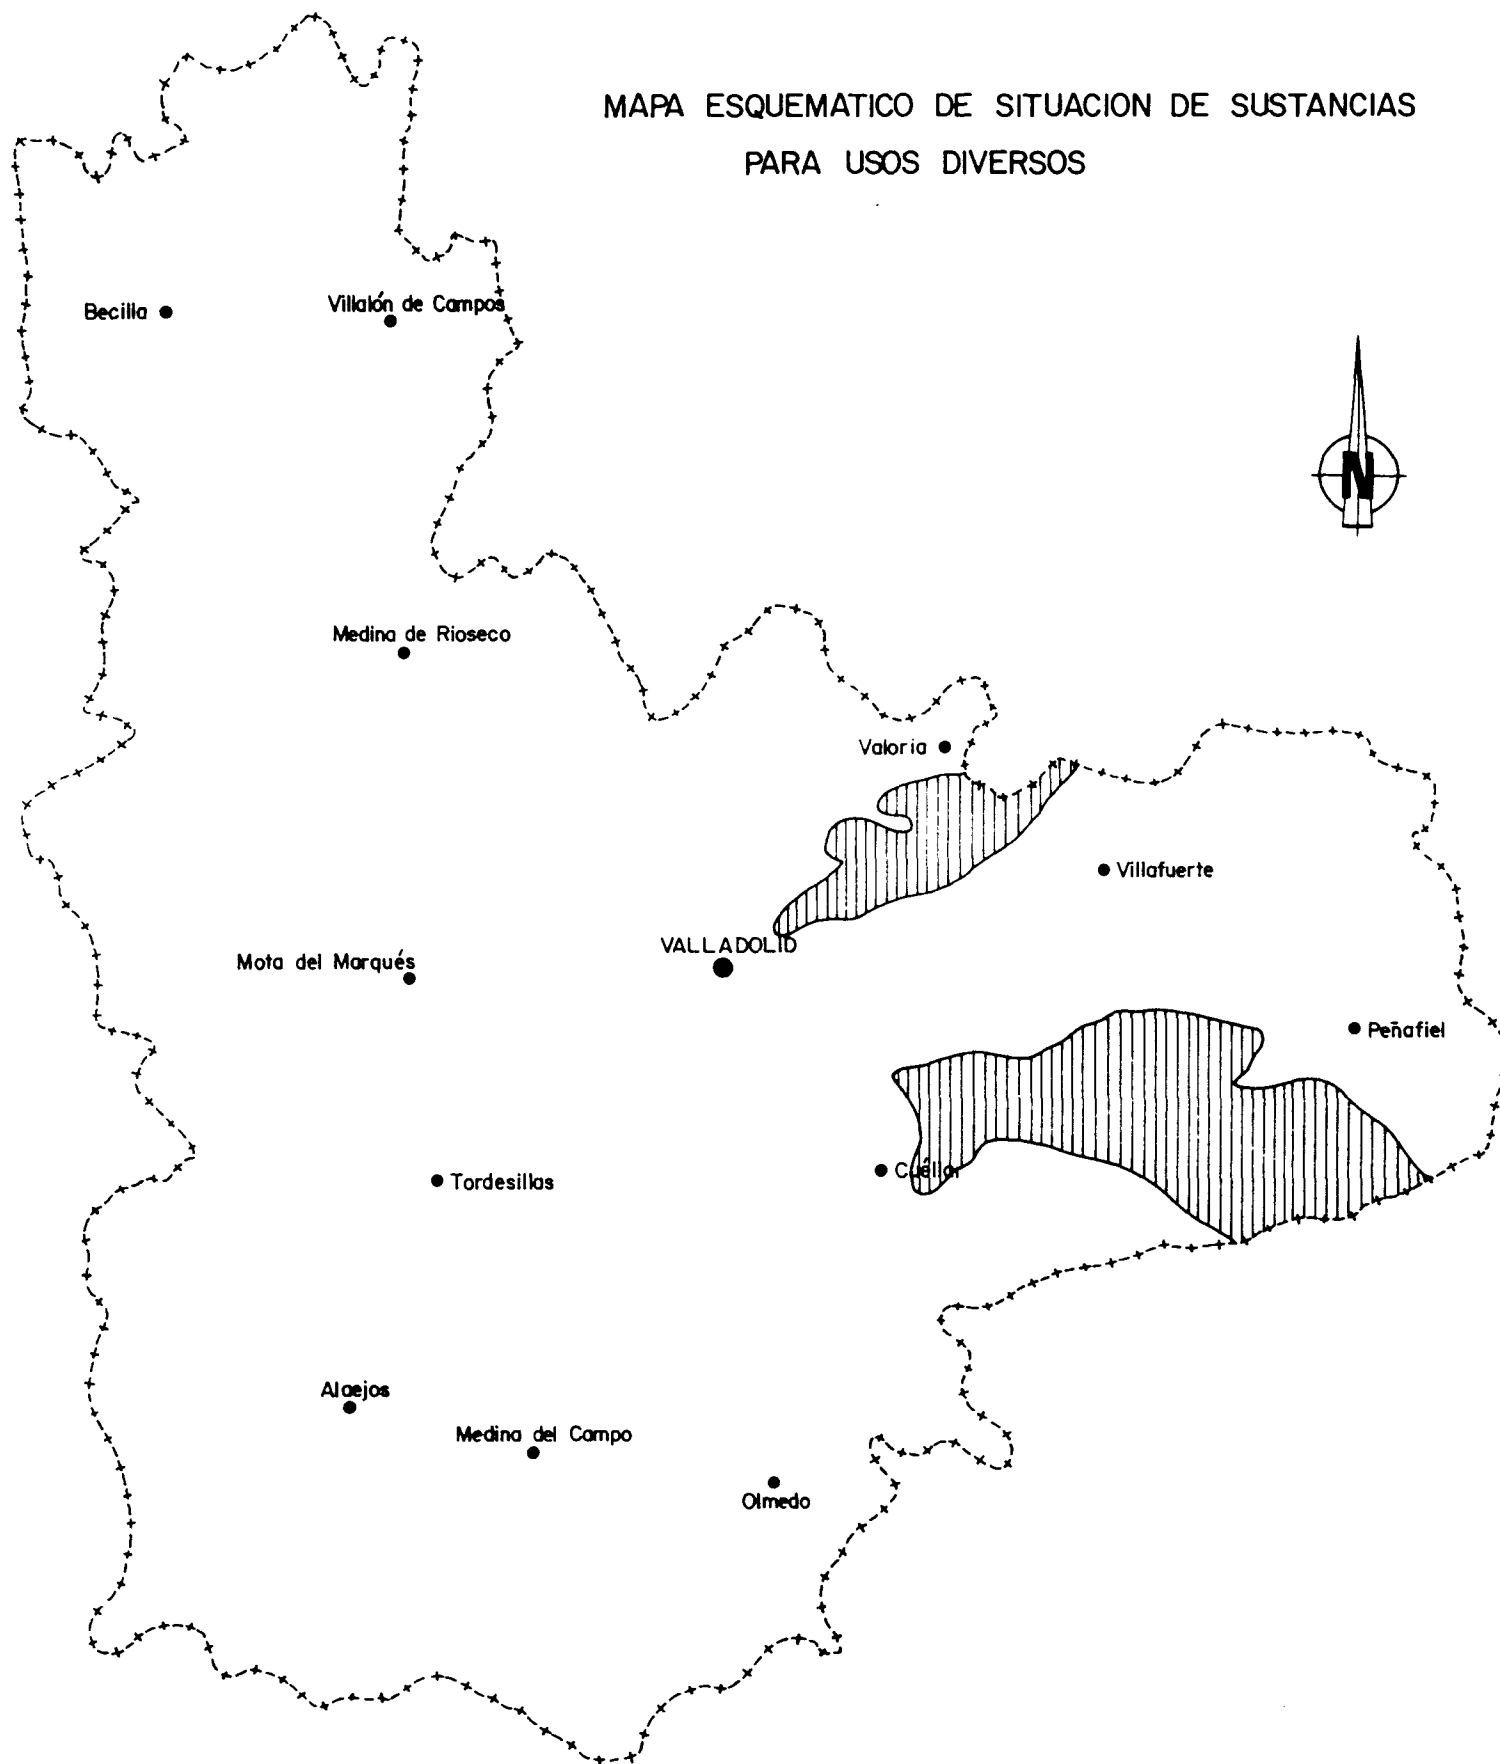 MAPA ESQUEMATICO DE SITUACION DE SUSTANCIAS
PARA USOS DIVERSOS
Becilla
Villalón de Campos
N
Medina de Rioseco
Valoria
Villafuerte
VALLADOLID
Mota del Marqués
Peñafiel
Cuéllar
Tordesillas
Alaejos
Medina del Campo
Olmedo